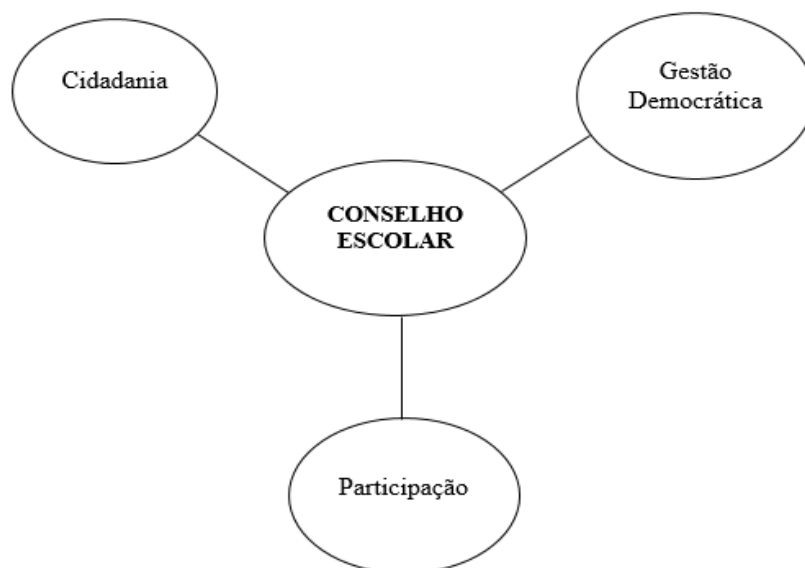 Cidadania
Gestão
Democrática
CONSELHO
ESCOLAR
Participação